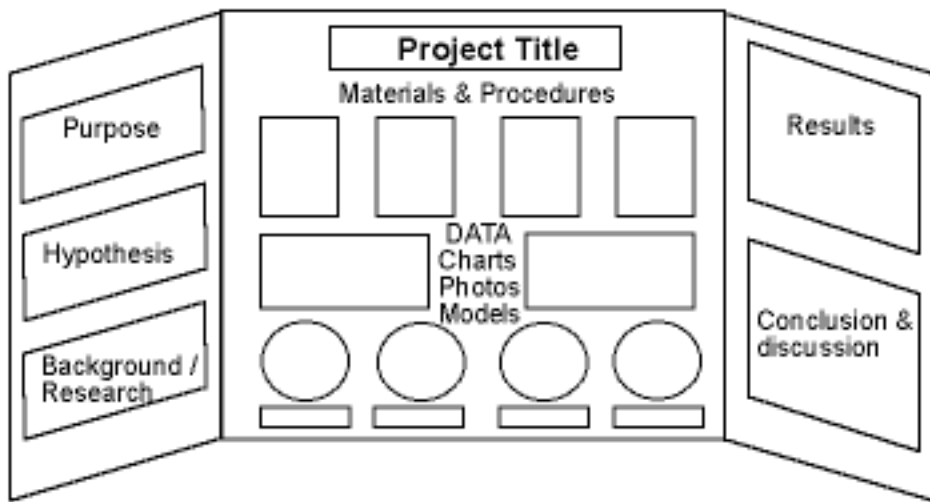 Purpose
Hypothesis
Background /
Research
Project Title
Materials & Procedures
DATA
Charts
Photos
Models
Results
Conclusion &
discussion